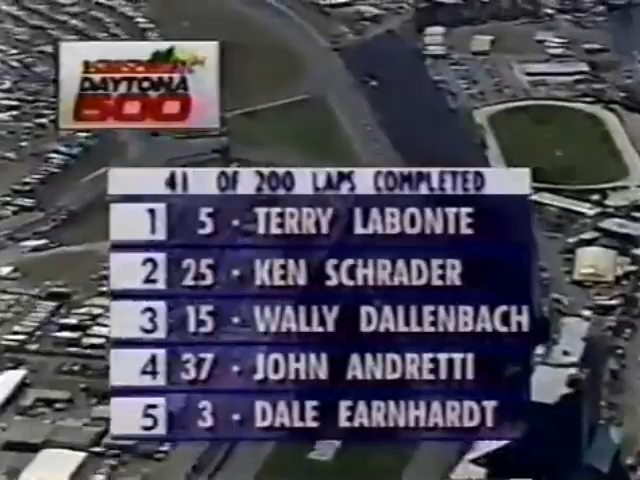 DAYTONA
500
41 OF 200 LAPS COMPLETED
1 5 - TERRY LABONTE
2 25 - KEN SCHRADER
3 15 - WALLY DALLENBACH
4 37 - JOHN ANDRETTI
5 3 - DALE EARNHARDT